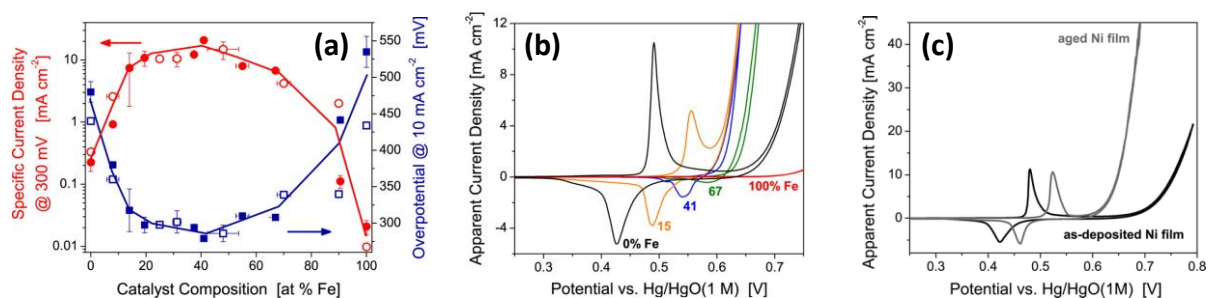 (a)
Specific Current Density
@ 300 mV [mA cm-2]
10
1
0.1
0.01
0
20
40
60
80
100
Catalyst Composition [at % Fe]
550
500
450
400
350
300
Overpotential @ 10 mA cm-2 [mV]
(b)
Apparent Current Density [mA cm-2]
12
8
4
0
-4
0% Fe
15
41
67
100% Fe
0.3
0.4
0.5
0.6
0.7
Potential vs. Hg/HgO(1 M) [V]
(c)
aged Ni film
as-deposited Ni film
Apparent Current Density [mA cm-2]
40
30
20
10
0
0.3
0.4
0.5
0.6
0.7
0.8
Potential vs. Hg/HgO(1M) [V]